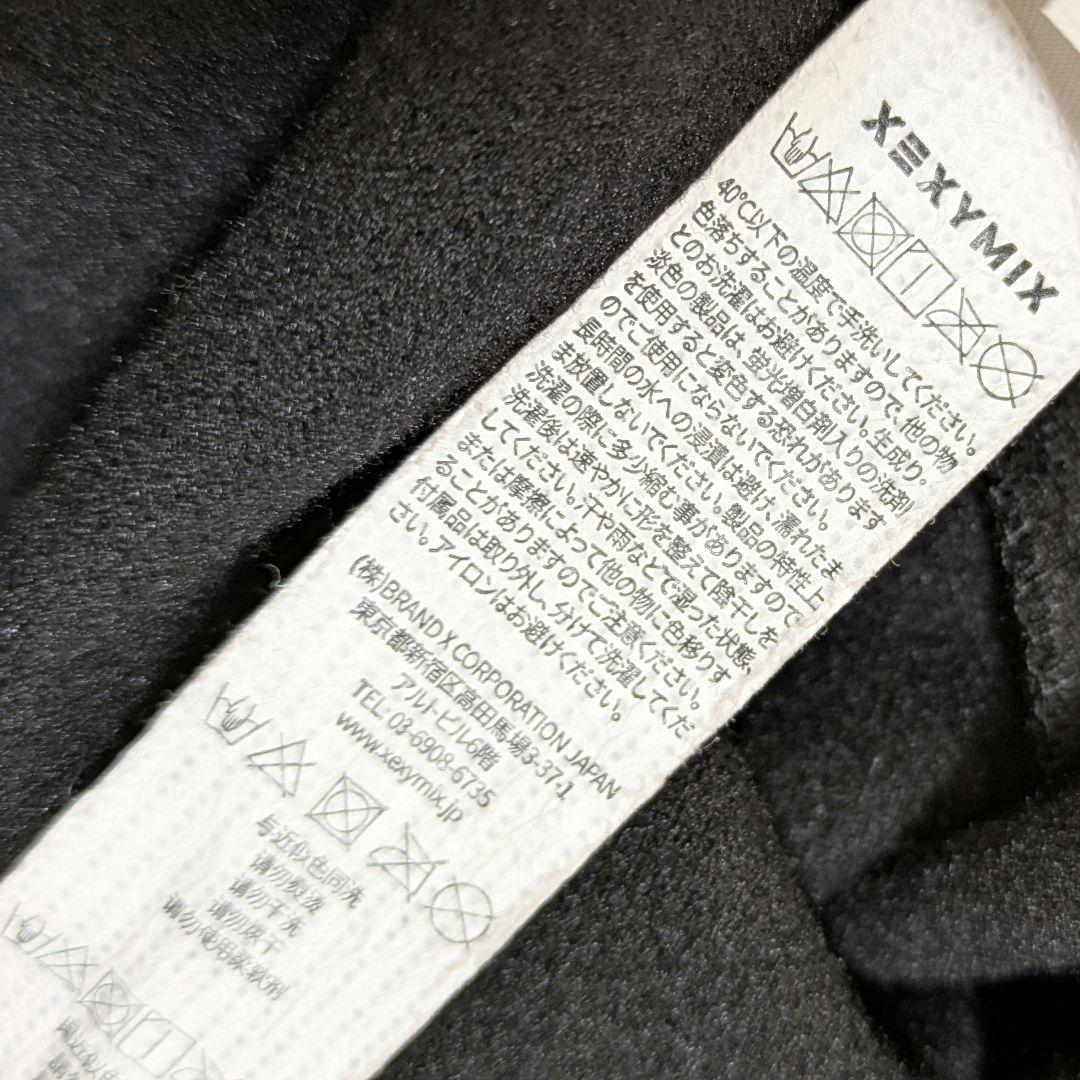 XEXYMIX
40℃以下の温度で手洗いしてください。
色落ちすることがありますので、他の物
とのお洗濯はお避けください。生成り。
淡色の製品は、蛍光増白剤入りの洗剤
を使用すると変色する恐れがあります
のでご使用にならないでください。
長時間の水への浸漬は避け、濡れたま
ま放置しないでください。製品の特性上
洗濯の際に多少縮む事がありますので
洗濯後は速やかに形を整えて陰干しを
してください。汗や雨などで湿った状態、
または摩擦によって他の物に色移りす
ることがありますのでご注意ください。
付属品は取り外し、分けて洗濯してくだ
さい。アイロンはお避けください。
(株)BRAND X CORPORATION JAPAN
東京都新宿区高田馬場3-37-1
アルトビル6階
TEL 03-6908-6735
www.xexymix.jp
与近似色同洗
请勿熨烫
请勿干洗
请勿烘干
请勿使用柔软剂